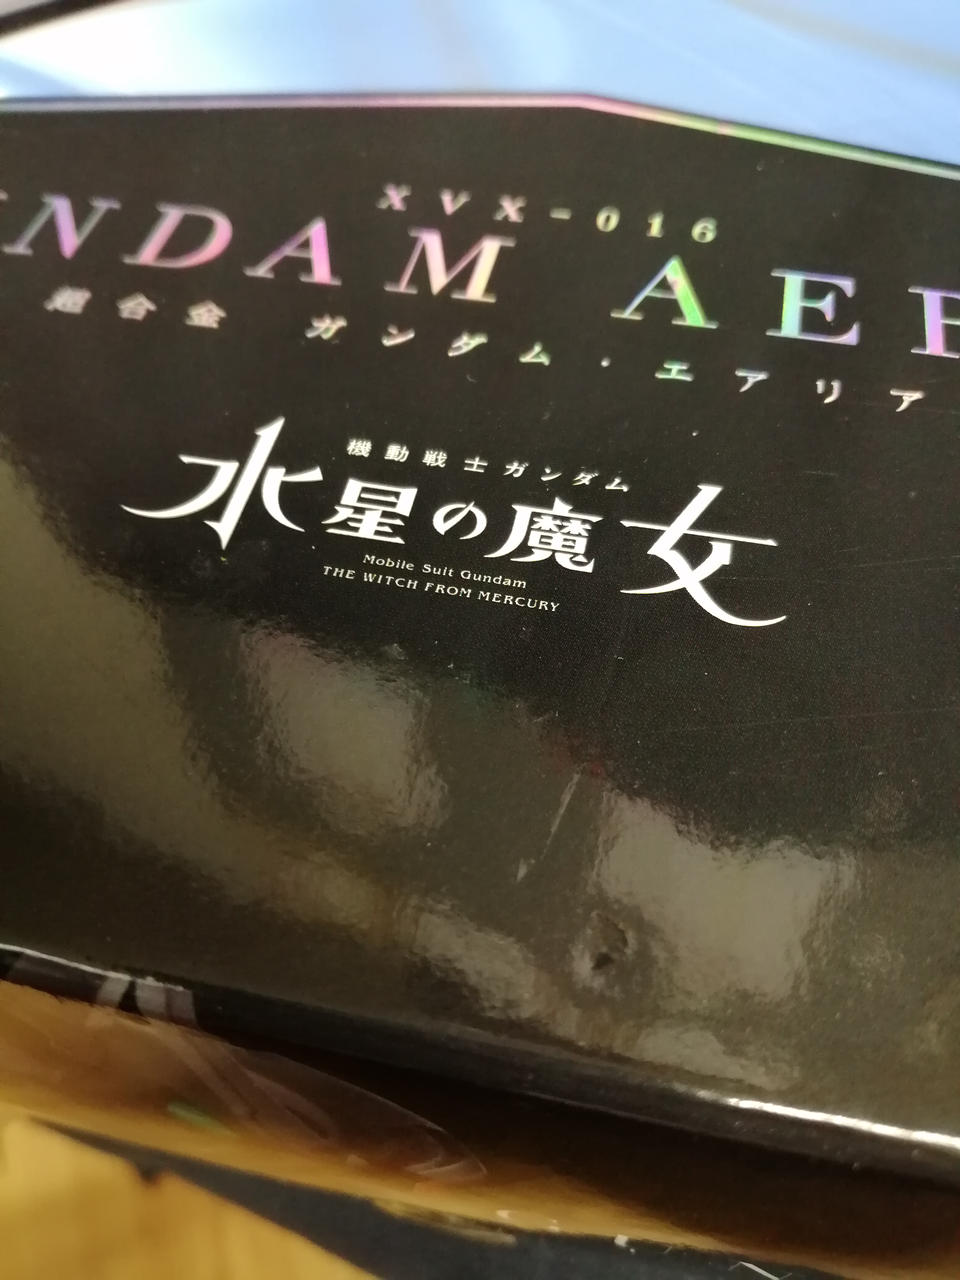 XVX-016
NDAM AE
超合金 ガンダム・エアリア
機動戦士ガンダム
水星の魔女
Mobile Suit Gundam
THE WITCH FROM MERCURY